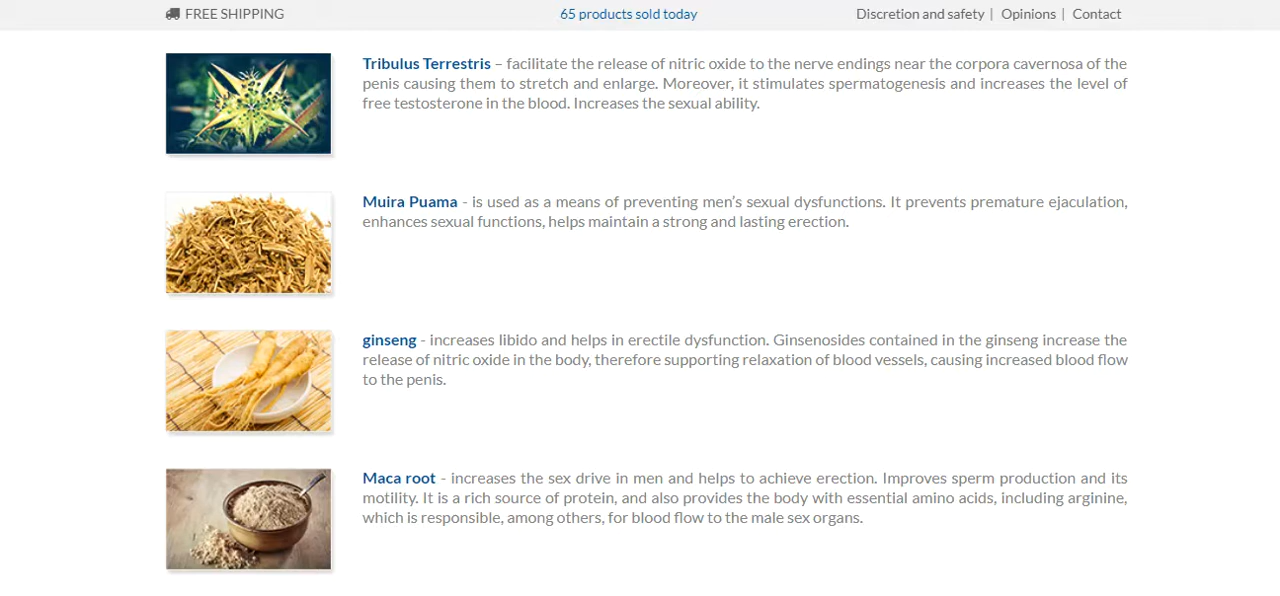 FREE SHIPPING 65 products sold today Discretion and safety | Opinions | Contact
Tribulus Terrestris – facilitate the release of nitric oxide to the nerve endings near the corpora cavernosa of the
penis causing them to stretch and enlarge. Moreover, it stimulates spermatogenesis and increases the level of
free testosterone in the blood. Increases the sexual ability.
Muira Puama - is used as a means of preventing men’s sexual dysfunctions. It prevents premature ejaculation,
enhances sexual functions, helps maintain a strong and lasting erection.
ginseng - increases libido and helps in erectile dysfunction. Ginsenosides contained in the ginseng increase the
release of nitric oxide in the body, therefore supporting relaxation of blood vessels, causing increased blood flow
to the penis.
Maca root - increases the sex drive in men and helps to achieve erection. Improves sperm production and its
motility. It is a rich source of protein, and also provides the body with essential amino acids, including arginine,
which is responsible, among others, for blood flow to the male sex organs.